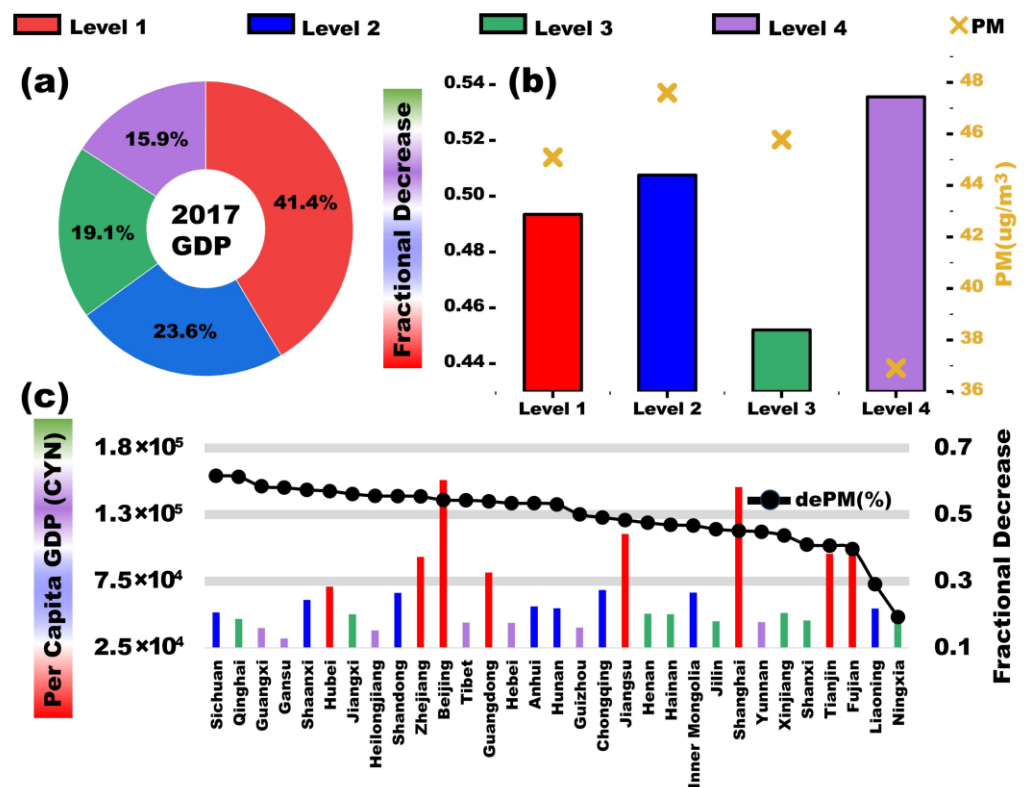 Level 1 Level 2 Level 3 Level 4 PM
(a)
15.9%
41.4%
19.1%
23.6%
2017
GDP
Fractional Decrease
(b)
0.54
0.52
0.50
0.48
0.46
0.44
48
46
44
42
40
38
36
PM(ug/m³)
Level 1 Level 2 Level 3 Level 4
(c)
Per Capita GDP (CYN)
1.8×10⁵
1.3×10⁵
7.5×10⁴
2.5×10⁴
dePM(%)
0.7
0.5
0.3
0.1
Fractional Decrease
Sichuan
Qinghai
Guangxi
Gansu
Shaanxi
Hubei
Jiangxi
Heilongjiang
Shandong
Zhejiang
Beijing
Tibet
Guangdong
Hebei
Anhui
Hunan
Guizhou
Chongqing
Jiangsu
Henan
Hainan
Inner Mongolia
Jilin
Shanghai
Yunnan
Xinjiang
Shanxi
Tianjin
Fujian
Liaoning
Ningxia